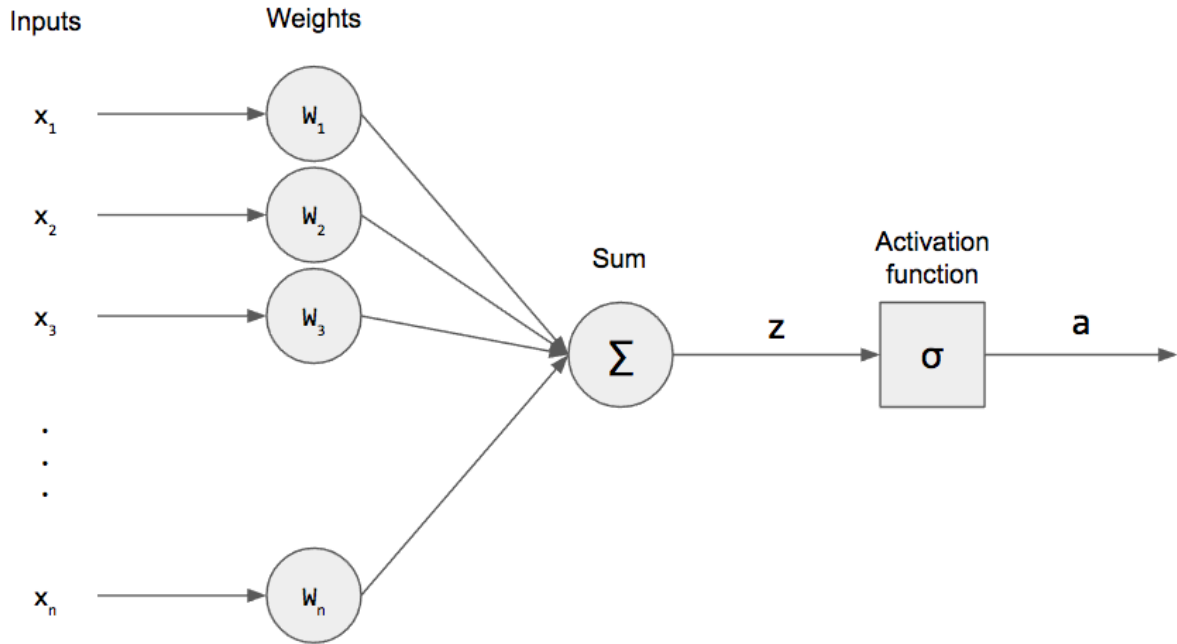 Inputs
Weights
x₁
W₁
x₂
W₂
x₃
W₃
.
.
.
xₙ
Wₙ
Sum
Σ
z
Activation
function
σ
a